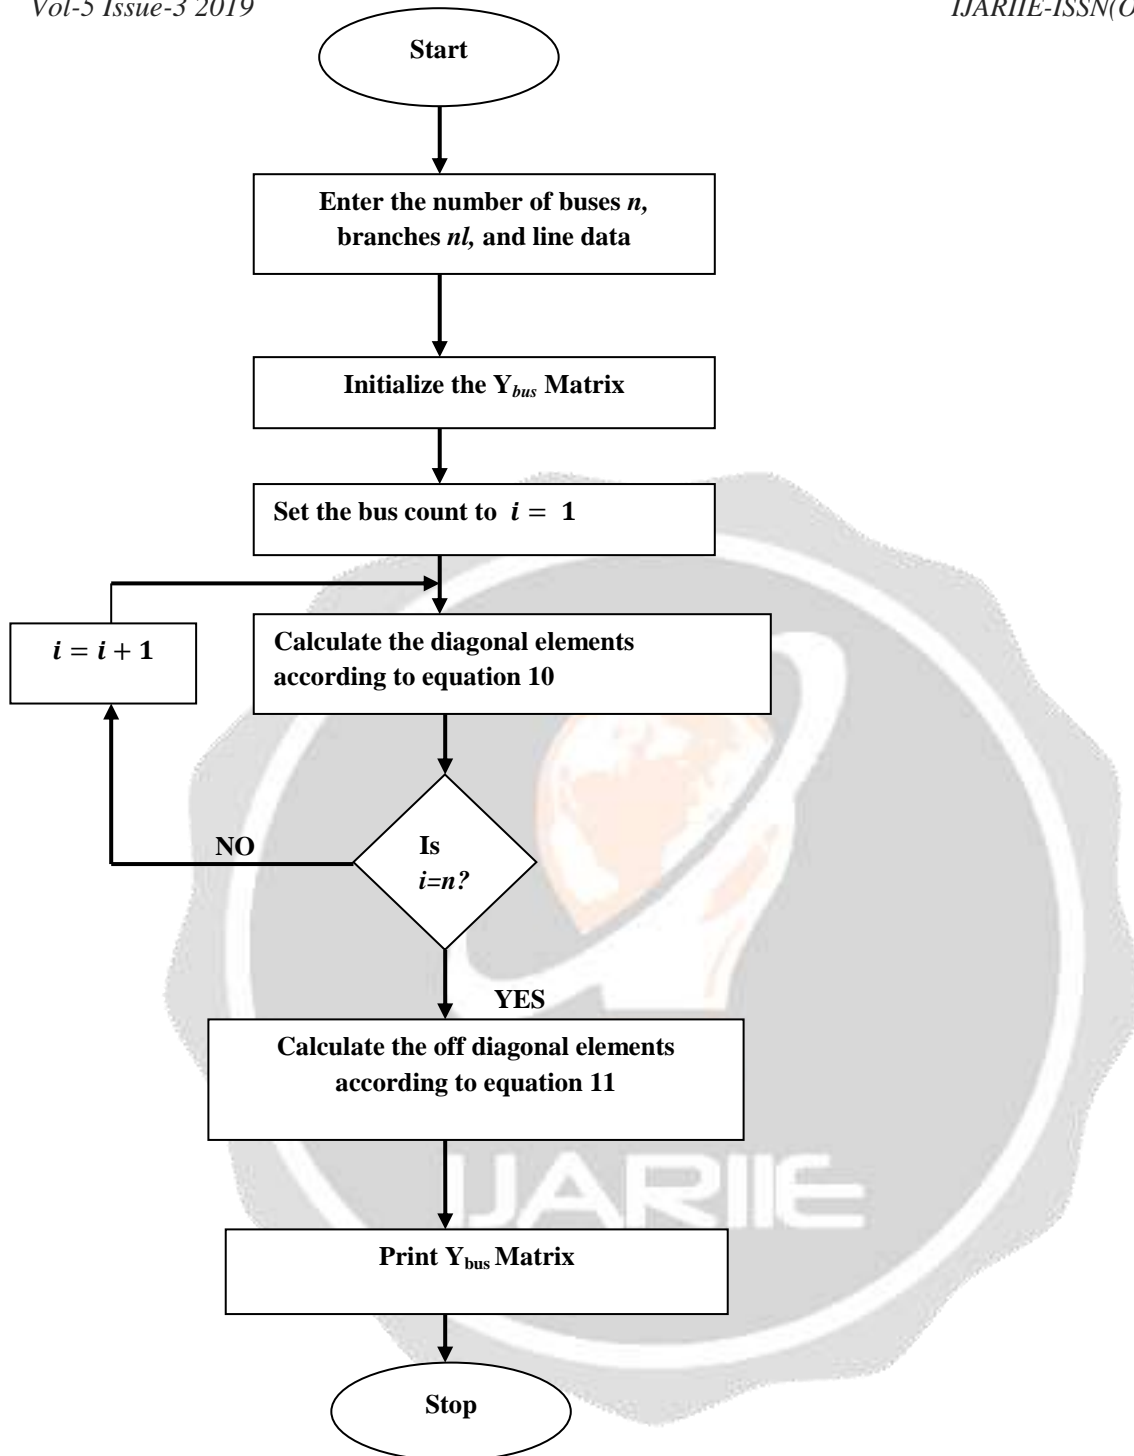 Vol-5 Issue-3 2019
IJARIIE-ISSN(O
Start
Enter the number of buses n,
branches nl, and line data
Initialize the Ybus Matrix
Set the bus count to i = 1
i = i + 1
Calculate the diagonal elements
according to equation 10
NO
Is
i=n?
YES
Calculate the off diagonal elements
according to equation 11
IJARIIE
Print Ybus Matrix
Stop